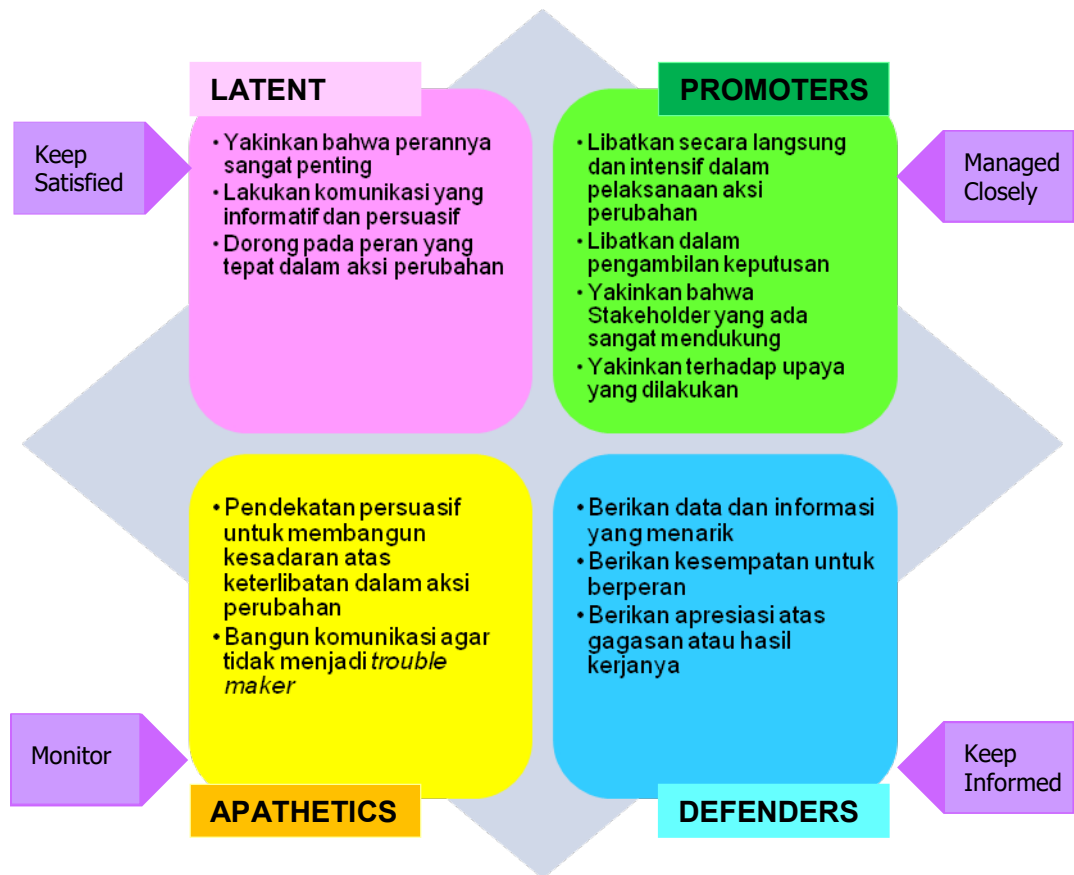 LATENT
Keep
Satisfied
• Yakinkan bahwa perannya
sangat penting
• Lakukan komunikasi yang
informatif dan persuasif
• Dorong pada peran yang
tepat dalam aksi perubahan
PROMOTERS
Managed
Closely
• Libatkan secara langsung
dan intensif dalam
pelaksanaan aksi
perubahan
• Libatkan dalam
pengambilan keputusan
• Yakinkan bahwa
Stakeholder yang ada
sangat mendukung
• Yakinkan terhadap upaya
yang dilakukan
• Pendekatan persuasif
untuk membangun
kesadaran atas
keterlibatan dalam aksi
perubahan
• Bangun komunikasi agar
tidak menjadi trouble
maker
Monitor
APATHETICS
• Berikan data dan informasi
yang menarik
• Berikan kesempatan untuk
berperan
• Berikan apresiasi atas
gagasan atau hasil
kerjanya
Keep
Informed
DEFENDERS